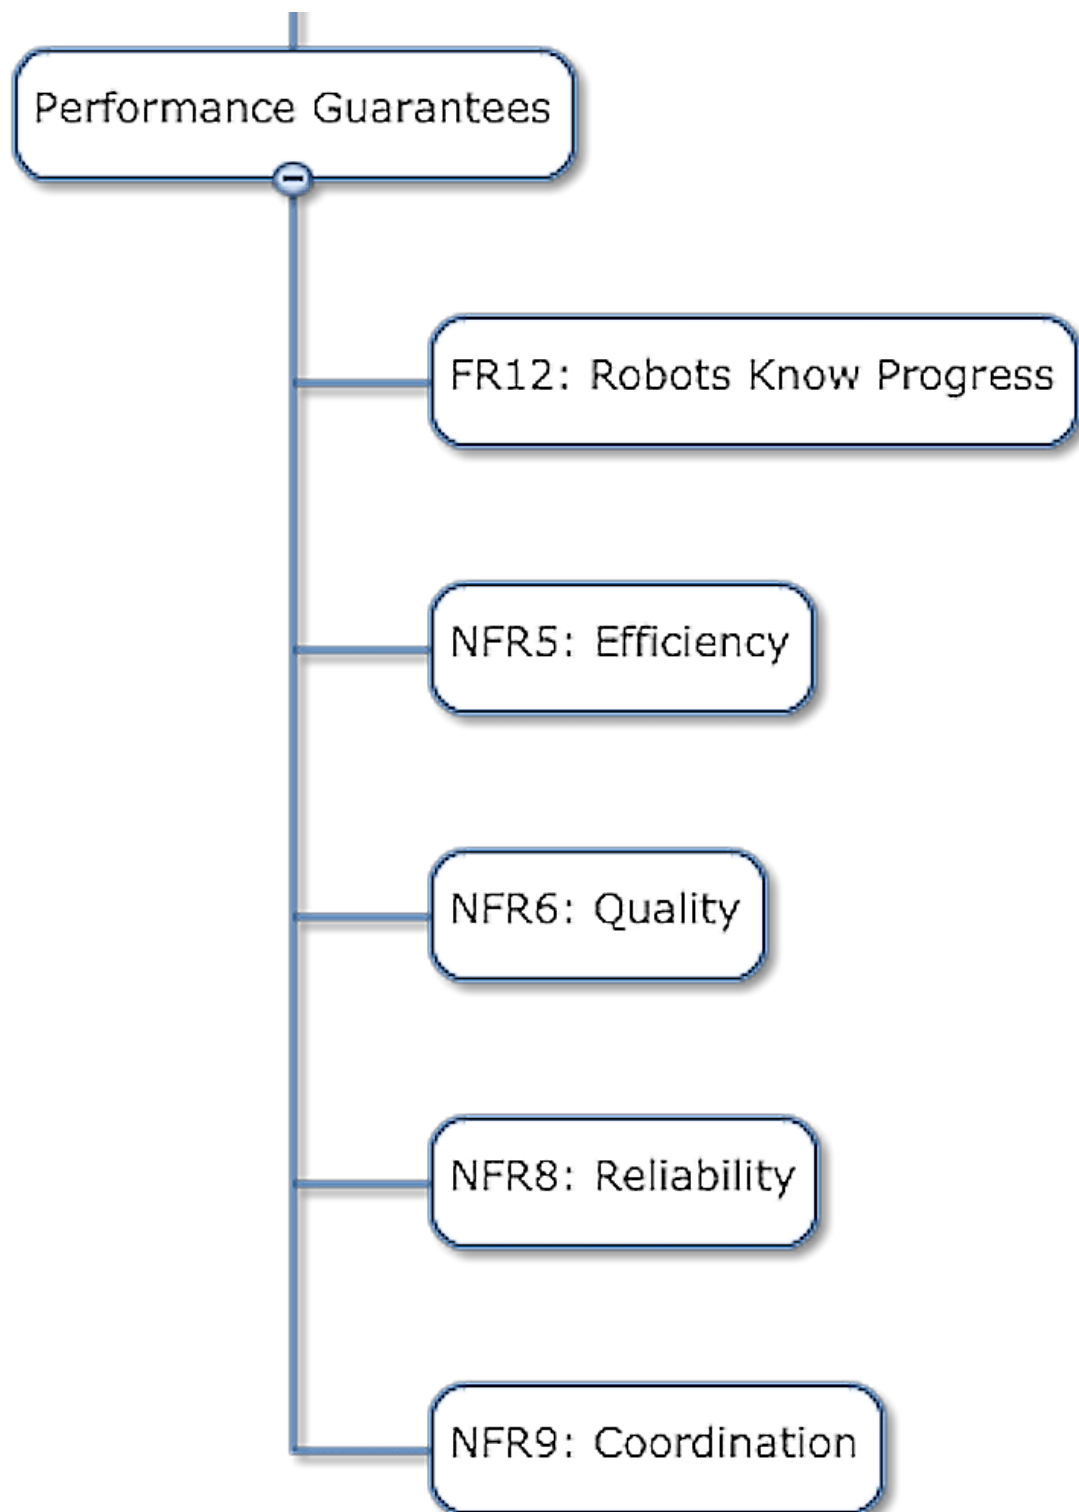 Performance Guarantees
FR12: Robots Know Progress
NFR5: Efficiency
NFR6: Quality
NFR8: Reliability
NFR9: Coordination